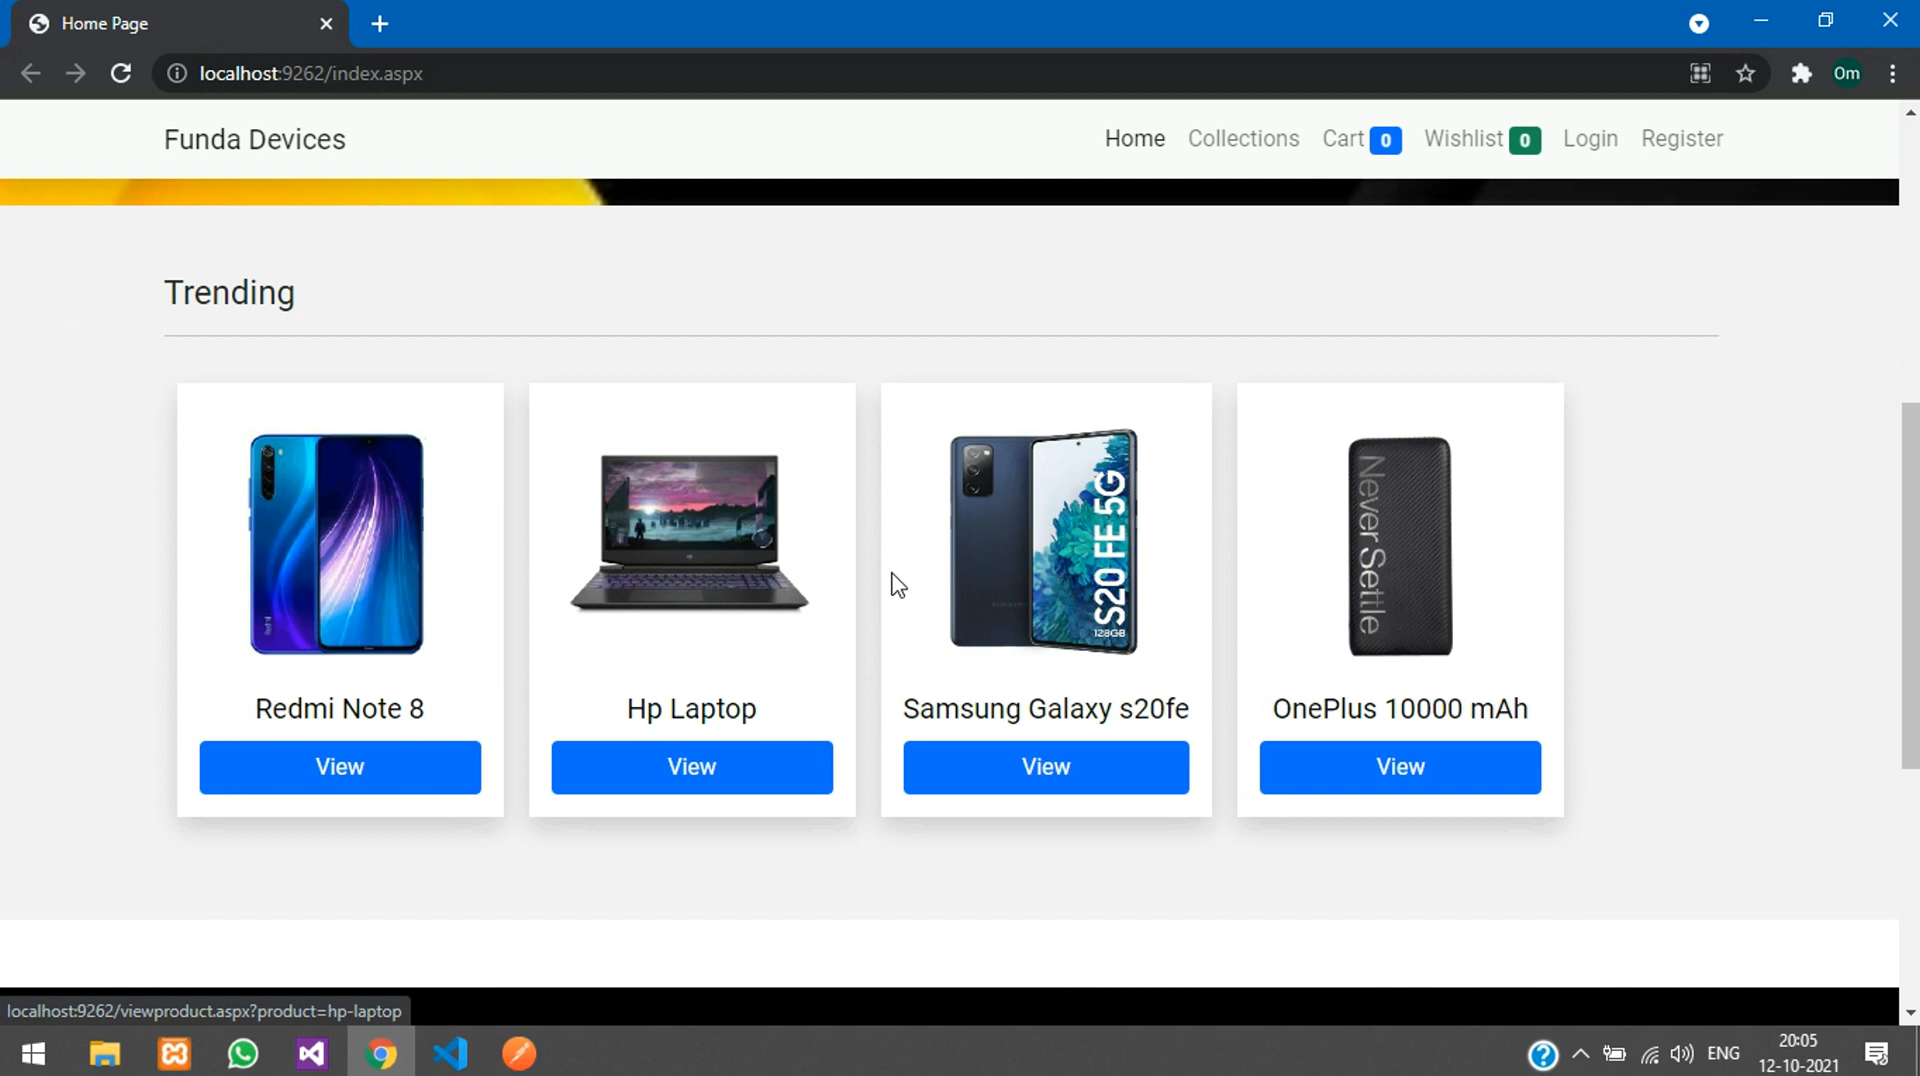 Home Page
localhost:9262/index.aspx
Om
Funda Devices
Home Collections Cart 0 Wishlist 0 Login Register
Trending
Never Settle
S20 FE 5G
128GB
Redmi Note 8
Hp Laptop
Samsung Galaxy s20fe
OnePlus 10000 mAh
View
View
View
View
localhost:9262/viewproduct.aspx?product=hp-laptop
ENG
20:05
12-10-2021